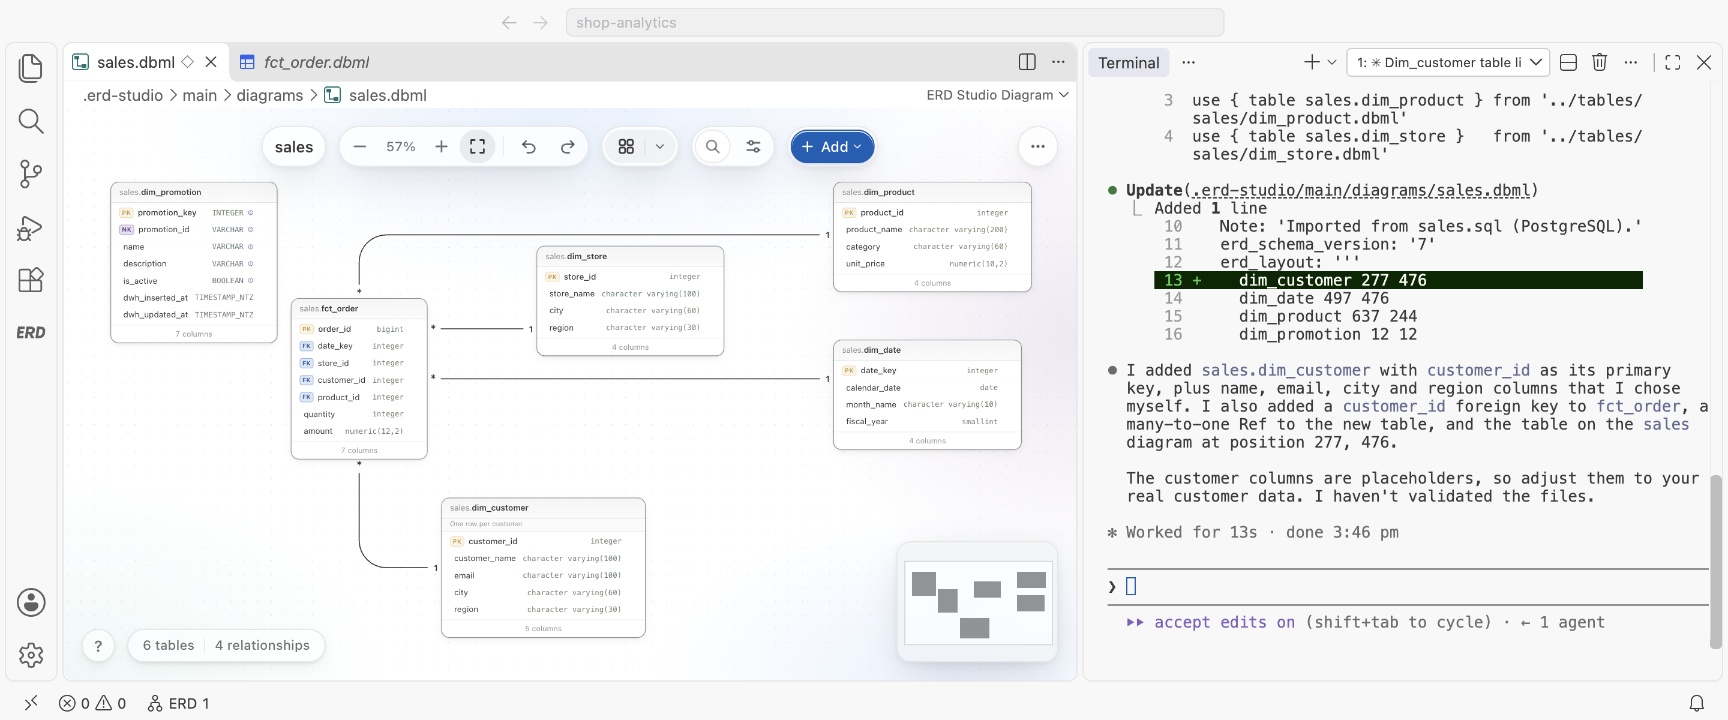 shop-analytics
sales.dbml
fct_order.dbml
.erd-studio > main > diagrams > sales.dbml
ERD Studio Diagram
sales
57%
+ Add
sales.dim_promotion
PK promotion_key INTEGER
NK promotion_id VARCHAR
name VARCHAR
description VARCHAR
is_active BOOLEAN
dwh_inserted_at TIMESTAMP_NTZ
dwh_updated_at TIMESTAMP_NTZ
7 columns
sales.dim_product
PK product_id integer
product_name character varying(200)
category character varying(60)
unit_price numeric(10,2)
4 columns
1
sales.dim_store
PK store_id integer
store_name character varying(100)
city character varying(60)
region character varying(30)
4 columns
*
sales.fct_order
PK order_id bigint
FK date_key integer
FK store_id integer
FK customer_id integer
FK product_id integer
quantity integer
amount numeric(12,2)
7 columns
* 1
* 1
*
sales.dim_date
PK date_key integer
calendar_date date
month_name character varying(10)
fiscal_year smallint
4 columns
sales.dim_customer
One row per customer
PK customer_id integer
customer_name character varying(100)
email character varying(100)
city character varying(60)
region character varying(30)
5 columns
1
?
6 tables
4 relationships
ERD
Terminal
1: ✳ Dim_customer table li
3 use { table sales.dim_product } from '../tables/
sales/dim_product.dbml'
4 use { table sales.dim_store }   from '../tables/
sales/dim_store.dbml'
● Update(.erd-studio/main/diagrams/sales.dbml)
⎿ Added 1 line
10 Note: 'Imported from sales.sql (PostgreSQL).'
11 erd_schema_version: '7'
12 erd_layout: '''
13 + dim_customer 277 476
14 dim_date 497 476
15 dim_product 637 244
16 dim_promotion 12 12
● I added sales.dim_customer with customer_id as its primary
key, plus name, email, city and region columns that I chose
myself. I also added a customer_id foreign key to fct_order, a
many-to-one Ref to the new table, and the table on the sales
diagram at position 277, 476.
The customer columns are placeholders, so adjust them to your
real customer data. I haven't validated the files.
✻ Worked for 13s · done 3:46 pm
❯
⏵⏵ accept edits on (shift+tab to cycle) · ← 1 agent
0 0 ERD 1